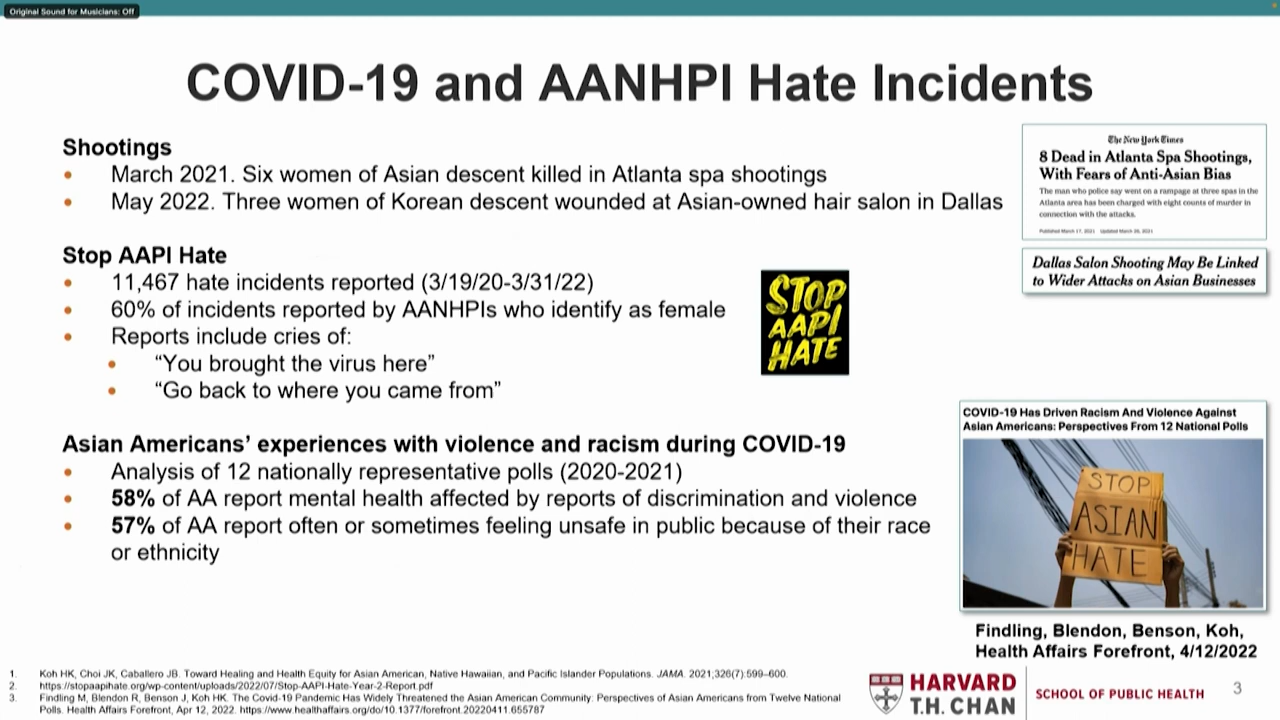 Original Sound for Musicians: Off
COVID-19 and AANHPI Hate Incidents
Shootings
• March 2021. Six women of Asian descent killed in Atlanta spa shootings
• May 2022. Three women of Korean descent wounded at Asian-owned hair salon in Dallas
The New York Times
8 Dead in Atlanta Spa Shootings,
With Fears of Anti-Asian Bias
The man who police say went on a rampage at three spas in the
Atlanta area has been charged with eight counts of murder in
connection with the attacks.
Published March 17, 2021 Updated March 26, 2021
Dallas Salon Shooting May Be Linked
to Wider Attacks on Asian Businesses
Stop AAPI Hate
• 11,467 hate incidents reported (3/19/20-3/31/22)
• 60% of incidents reported by AANHPIs who identify as female
• Reports include cries of:
• “You brought the virus here”
• “Go back to where you came from”
STOP
AAPI
HATE
Asian Americans’ experiences with violence and racism during COVID-19
• Analysis of 12 nationally representative polls (2020-2021)
• 58% of AA report mental health affected by reports of discrimination and violence
• 57% of AA report often or sometimes feeling unsafe in public because of their race
or ethnicity
COVID-19 Has Driven Racism And Violence Against
Asian Americans: Perspectives From 12 National Polls
STOP
ASIAN
HATE
Findling, Blendon, Benson, Koh,
Health Affairs Forefront, 4/12/2022
1. Koh HK, Choi JK, Caballero JB. Toward Healing and Health Equity for Asian American, Native Hawaiian, and Pacific Islander Populations. JAMA. 2021;326(7):599–600.
2. https://stopaapihate.org/wp-content/uploads/2022/07/Stop-AAPI-Hate-Year-2-Report.pdf
3. Findling M, Blendon R, Benson J, Koh HK. The Covid-19 Pandemic Has Widely Threatened the Asian American Community: Perspectives of Asian Americans from Twelve National
Polls. Health Affairs Forefront, Apr 12, 2022. https://www.healthaffairs.org/do/10.1377/forefront.20220411.655787
HARVARD
T.H. CHAN
SCHOOL OF PUBLIC HEALTH
3